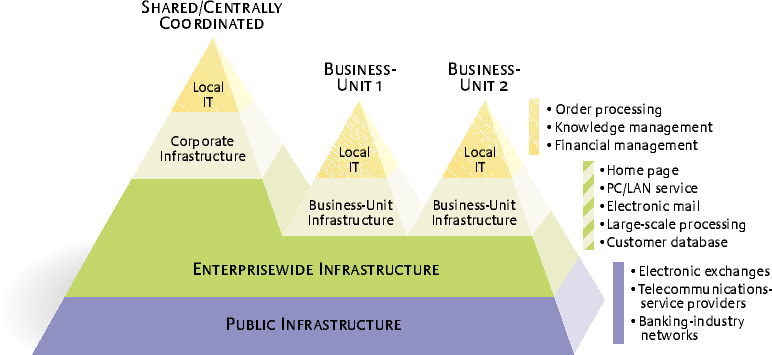 SHARED/CENTRALLY
COORDINATED
BUSINESS-
UNIT 1
BUSINESS-
UNIT 2
Local
IT
Corporate
Infrastructure
Local
IT
Business-Unit
Infrastructure
Local
IT
Business-Unit
Infrastructure
ENTERPRISEWIDE INFRASTRUCTURE
PUBLIC INFRASTRUCTURE
• Order processing
• Knowledge management
• Financial management
• Home page
• PC/LAN service
• Electronic mail
• Large-scale processing
• Customer database
• Electronic exchanges
• Telecommunications-
service providers
• Banking-industry
networks